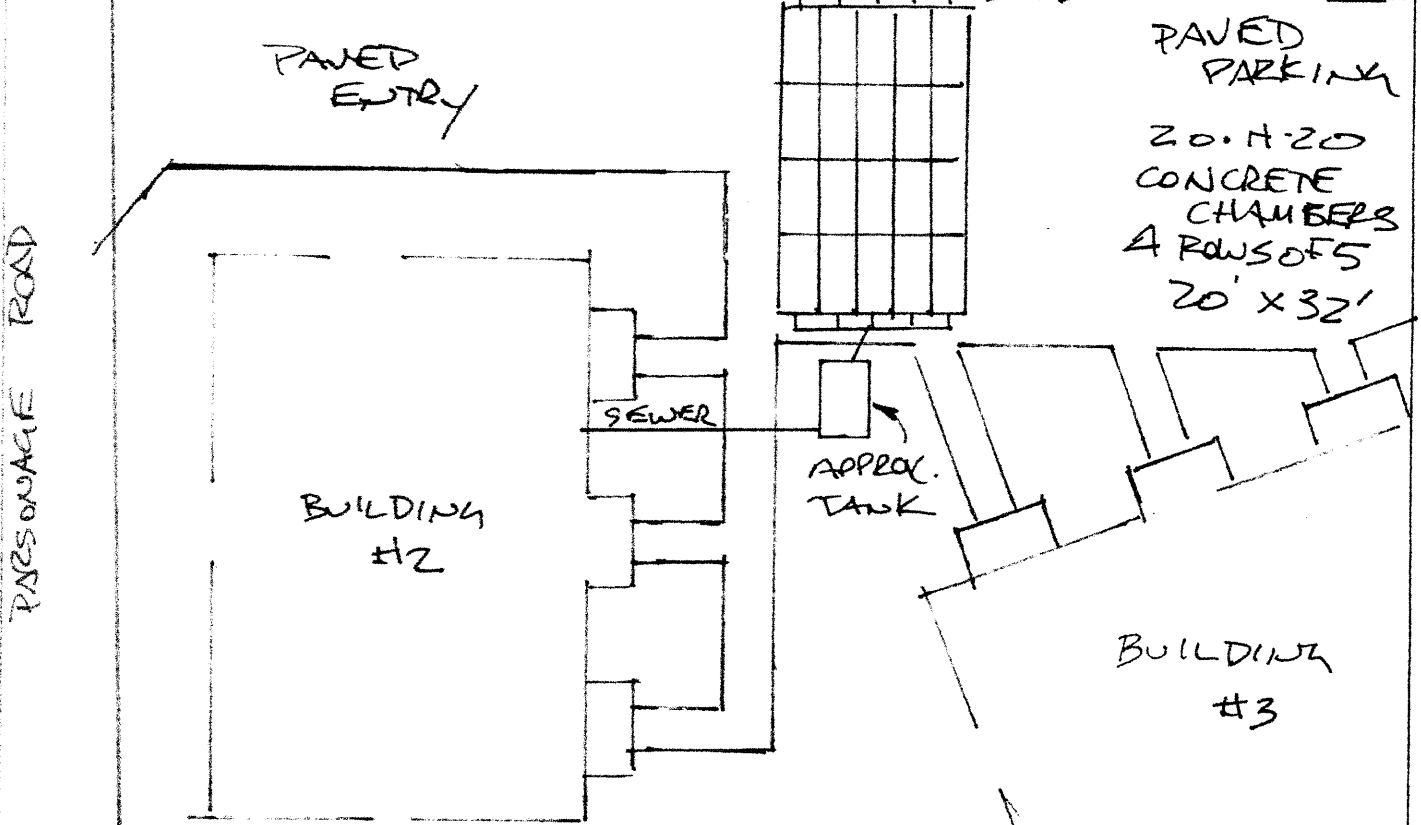 PAVED
ENTRY
PAVED
PARKING
20·H-20
CONCRETE
CHAMBERS
4 ROWS OF 5
20' X 32'
PARSONAGE ROAD
SEWER
APPROX.
TANK
BUILDING
#2
BUILDING
#3